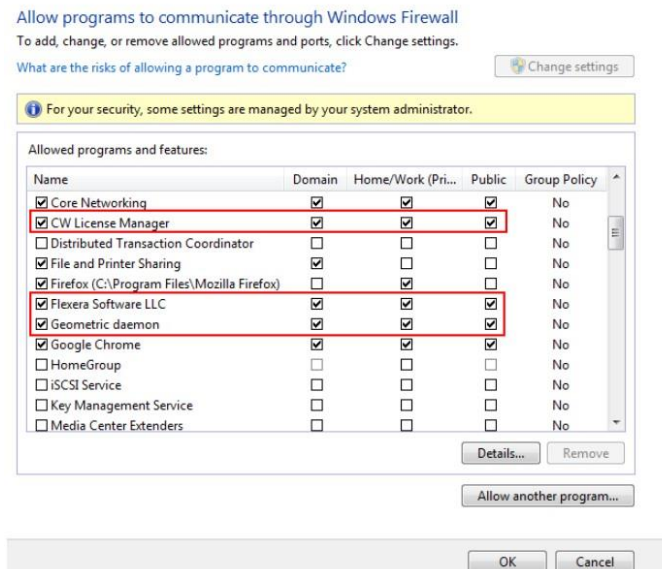 Allow programs to communicate through Windows Firewall
To add, change, or remove allowed programs and ports, click Change settings.
What are the risks of allowing a program to communicate?
Change settings
For your security, some settings are managed by your system administrator.
Allowed programs and features:
Name Domain Home/Work (Pri... Public Group Policy
Core Networking No
CW License Manager No
Distributed Transaction Coordinator No
File and Printer Sharing No
Firefox (C:\Program Files\Mozilla Firefox) No
Flexera Software LLC No
Geometric daemon No
Google Chrome No
HomeGroup No
iSCSI Service No
Key Management Service No
Media Center Extenders No
Details... Remove
Allow another program...
OK Cancel